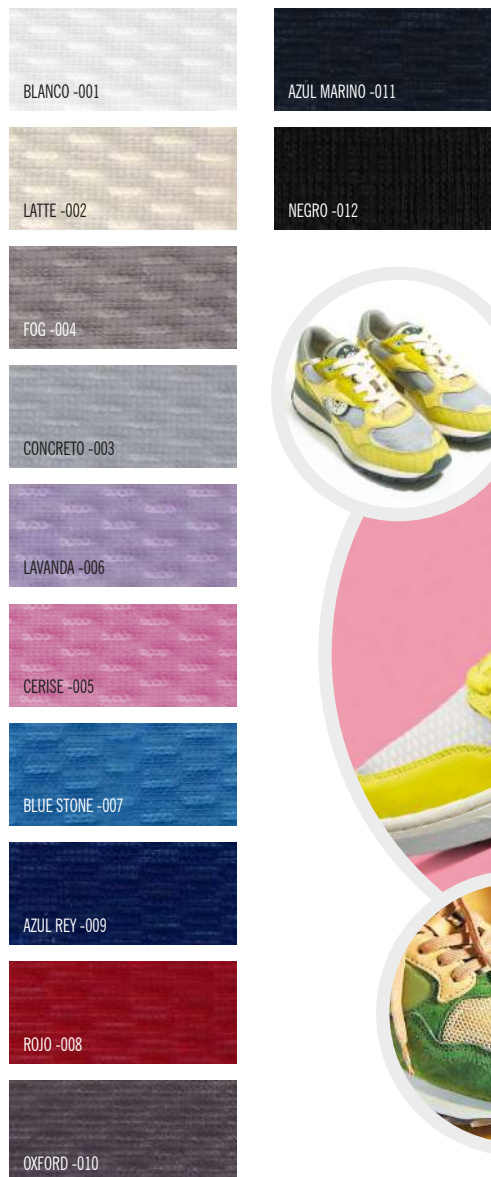 BLANCO -001
LATTE -002
FOG -004
CONCRETO -003
LAVANDA -006
CERISE -005
BLUE STONE -007
AZUL REY -009
ROJO -008
OXFORD -010
AZUL MARINO -011
NEGRO -012